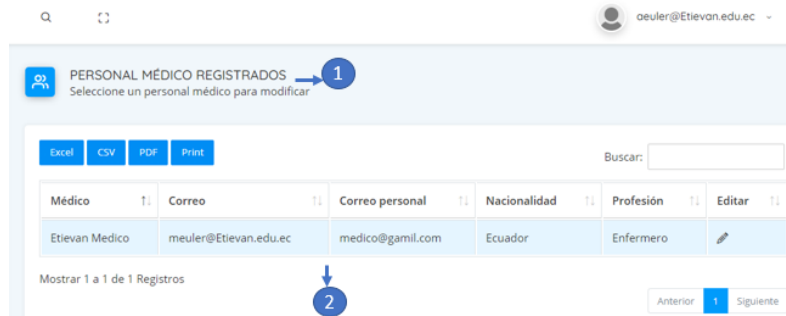 aeuler@Etievan.edu.ec
PERSONAL MÉDICO REGISTRADOS
1
Seleccione un personal médico para modificar
Excel CSV PDF Print
Buscar:
Médico Correo Correo personal Nacionalidad Profesión Editar
Etievan Medico meuler@Etievan.edu.ec medico@gamil.com Ecuador Enfermero
Mostrar 1 a 1 de 1 Registros
2
Anterior 1 Siguiente